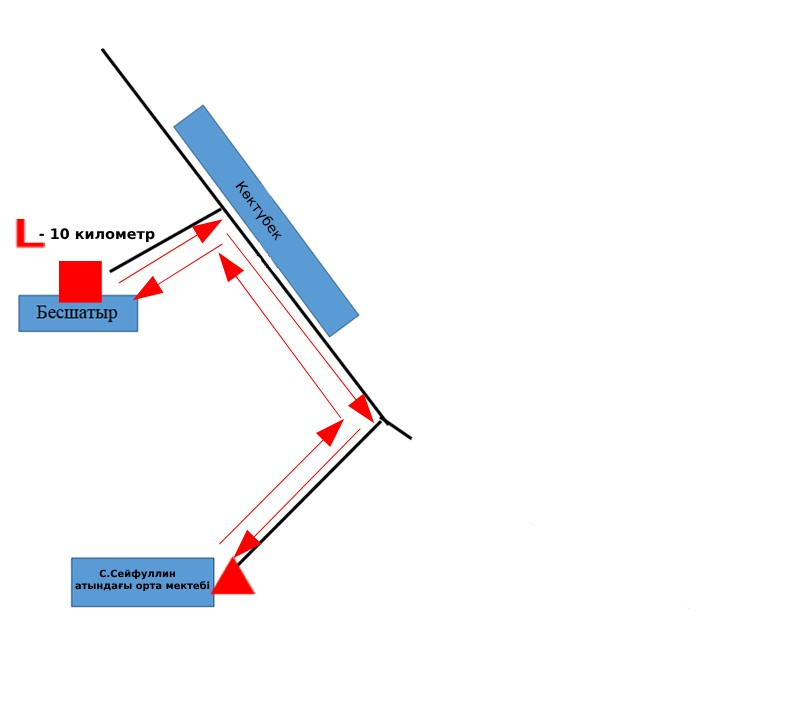 Көктүбек
L - 10 километр
Бесшатыр
С.Сейфуллин
атындағы орта мектебі